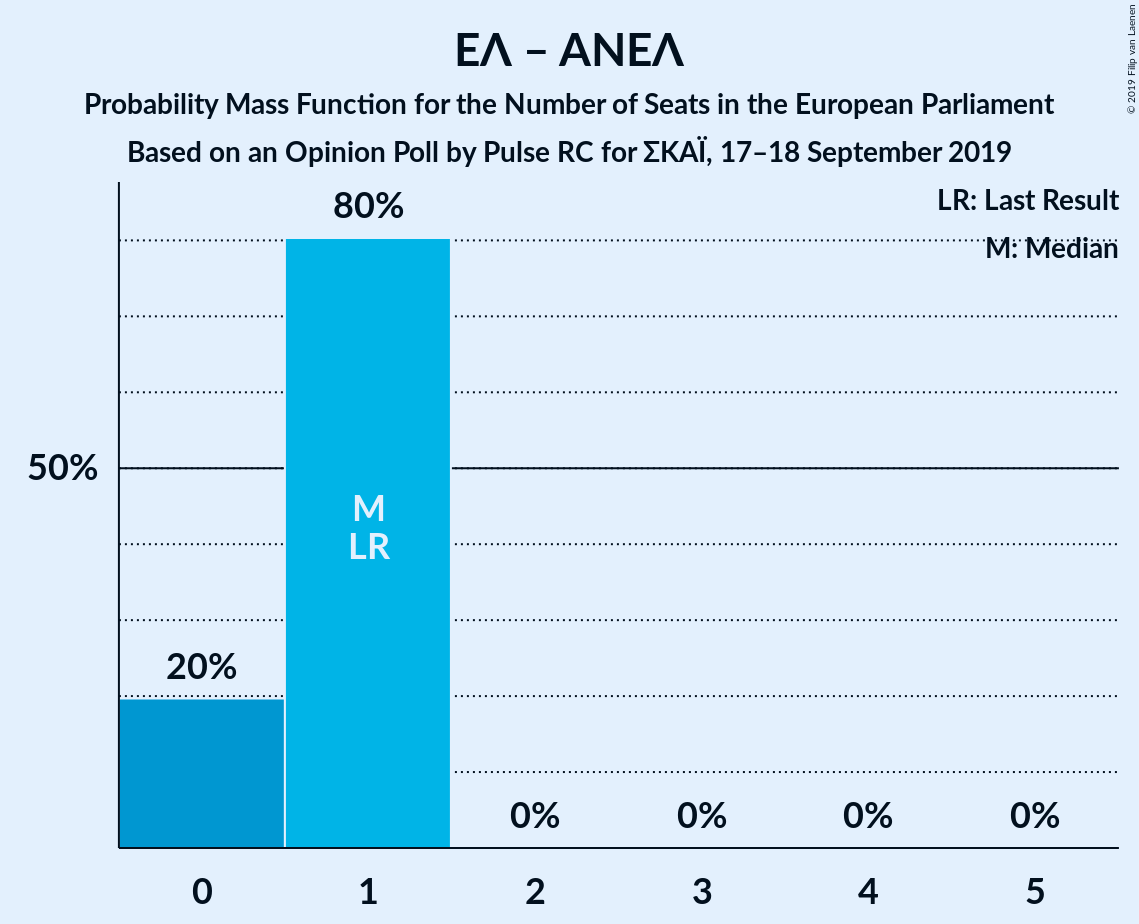 ΕΛ – ΑΝΕΛ
Probability Mass Function for the Number of Seats in the European Parliament
Based on an Opinion Poll by Pulse RC for ΣΚΑΪ, 17–18 September 2019
© 2019 Filip van Laenen
LR: Last Result
M: Median
80%
50%
M
LR
20%
0% 0% 0% 0%
0 1 2 3 4 5